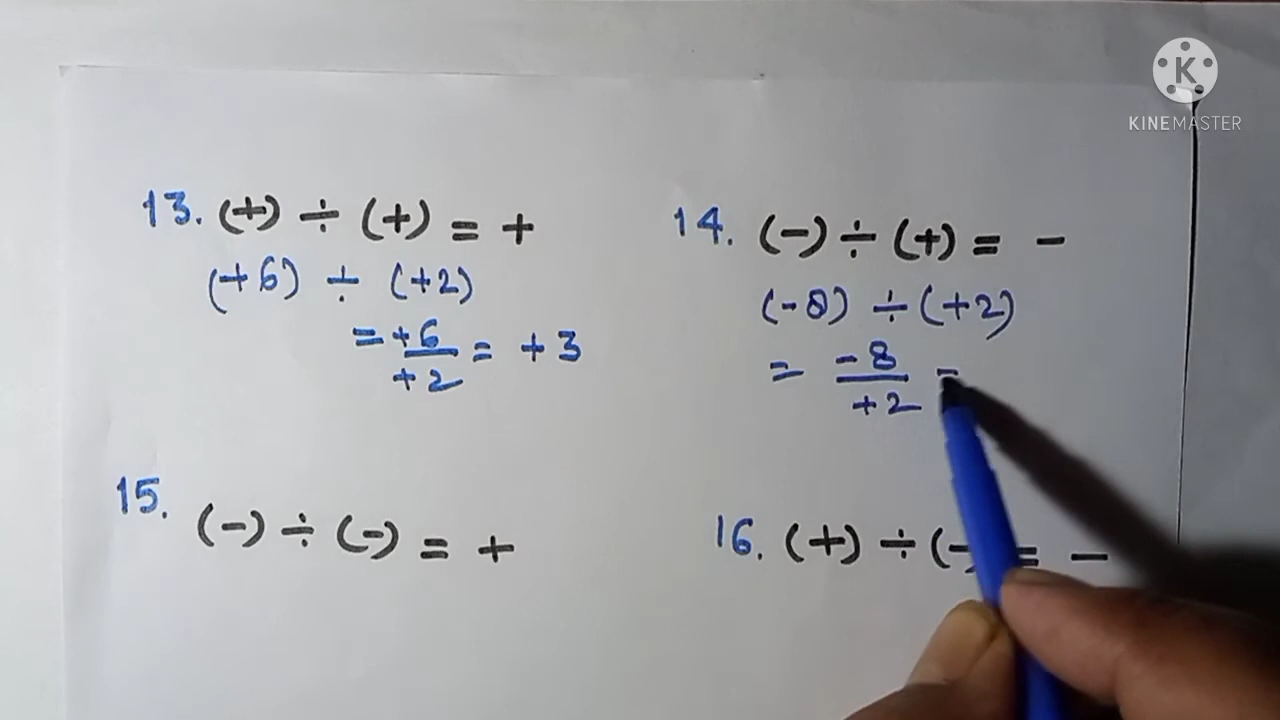 KINEMASTER
13. (+) ÷ (+) = +
(+6) ÷ (+2)
= +6/+2 = +3
14. (-) ÷ (+) = -
(-8) ÷ (+2)
= -8/+2 =
15. (-) ÷ (-) = +
16. (+) ÷ (-) = -